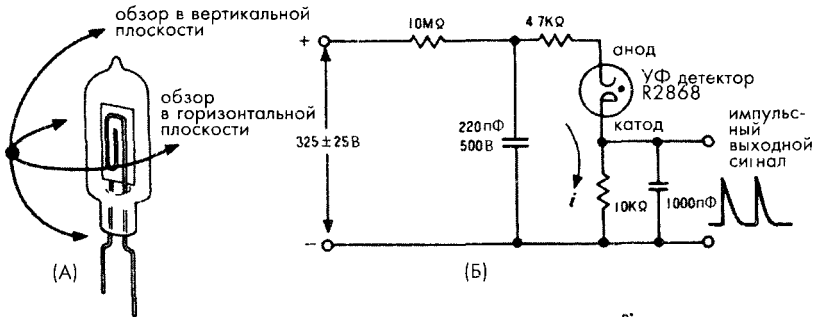 обзор в вертикальной
плоскости
обзор
в горизонтальной
плоскости
(А)
+
10MΩ
4.7KΩ
анод
УФ детектор
R2868
катод
импульс-
ный
выходной
сигнал
325±25В
220пФ
500В
i
10KΩ
1000пФ
−
(Б)